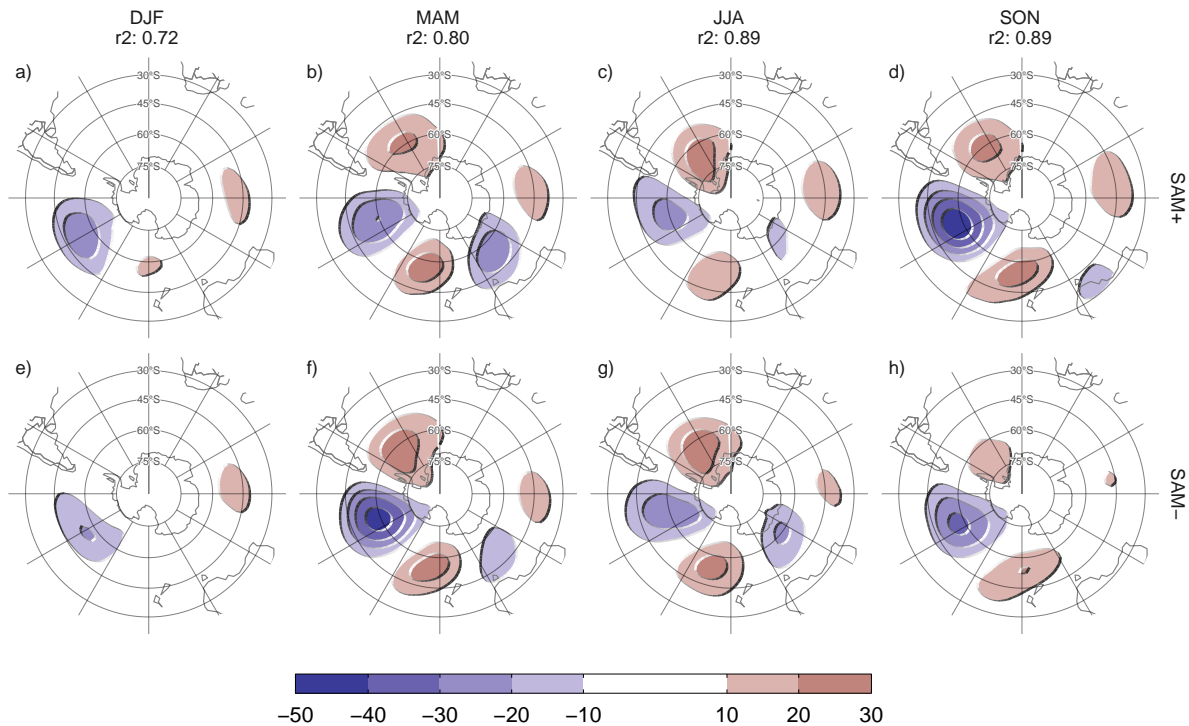 DJF MAM JJA SON
r2: 0.72 r2: 0.80 r2: 0.89 r2: 0.89
a) b) c) d)
30°S 30°S 30°S 30°S
45°S 45°S 45°S 45°S
60°S 60°S 60°S 60°S
75°S 75°S 75°S 75°S
SAM+
e) f) g) h)
30°S 30°S 30°S 30°S
45°S 45°S 45°S 45°S
60°S 60°S 60°S 60°S
75°S 75°S 75°S 75°S
SAM−
−50 −40 −30 −20 −10 10 20 30